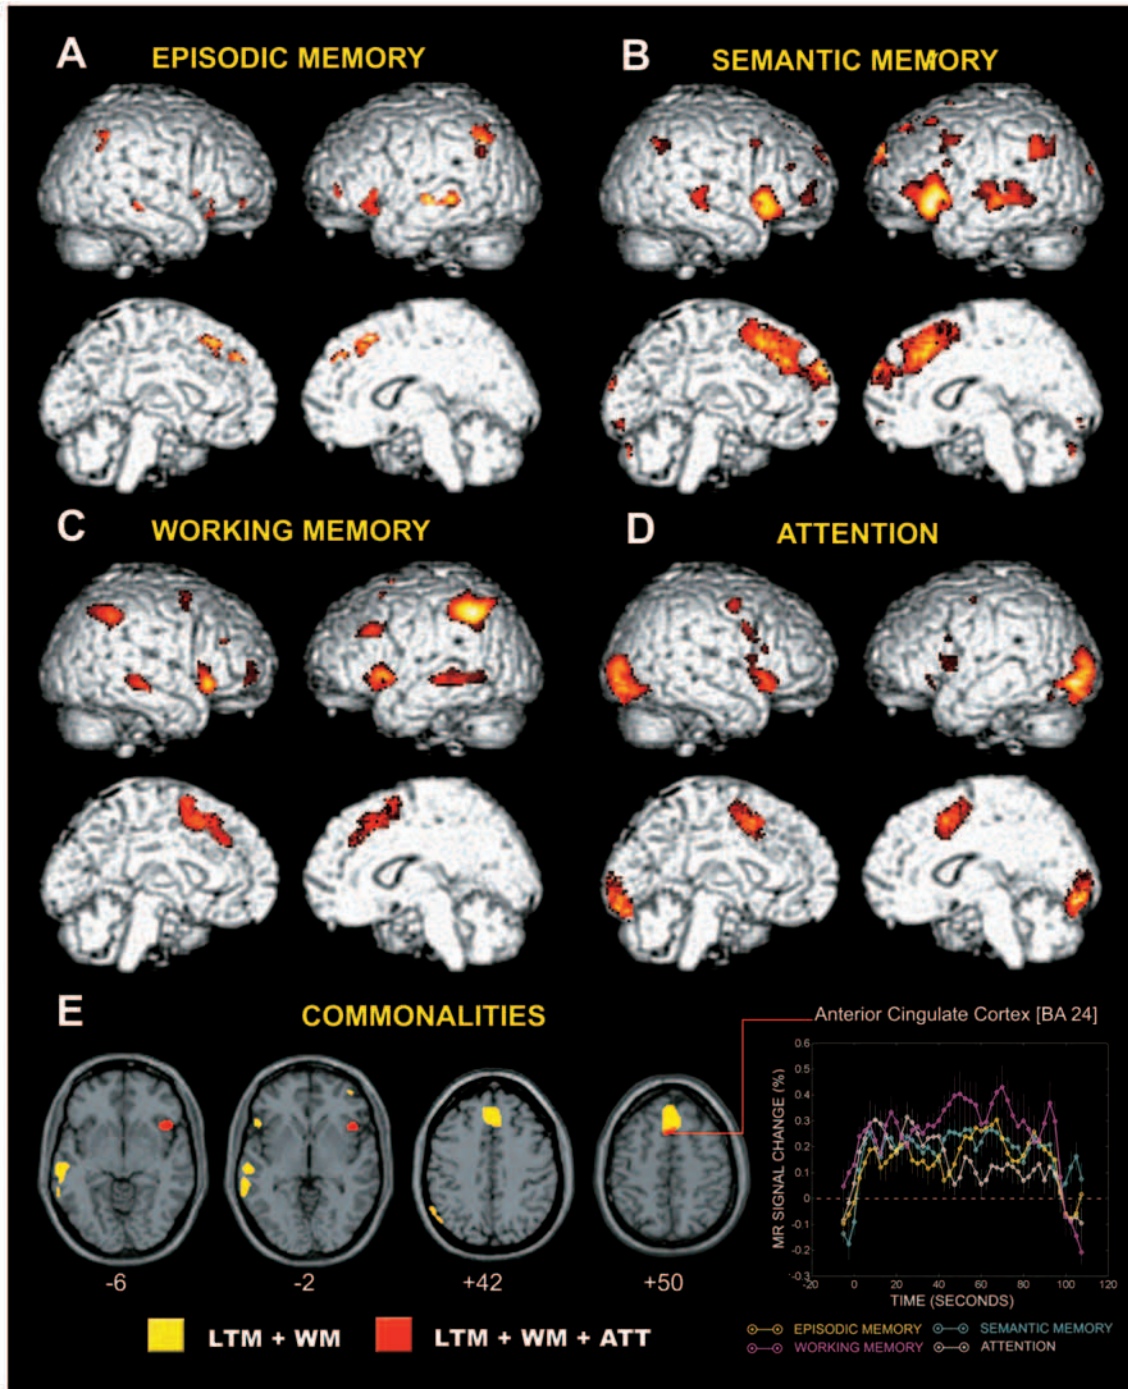 A EPISODIC MEMORY
B SEMANTIC MEMORY
C WORKING MEMORY
D ATTENTION
E COMMONALITIES
Anterior Cingulate Cortex [BA 24]
MR SIGNAL CHANGE (%)
0.6
0.5
0.4
0.3
0.2
0.1
0
-0.1
-0.2
-0.3
-20 0 20 40 60 80 100 120
TIME (SECONDS)
-6 -2 +42 +50
LTM + WM LTM + WM + ATT
EPISODIC MEMORY SEMANTIC MEMORY
WORKING MEMORY ATTENTION